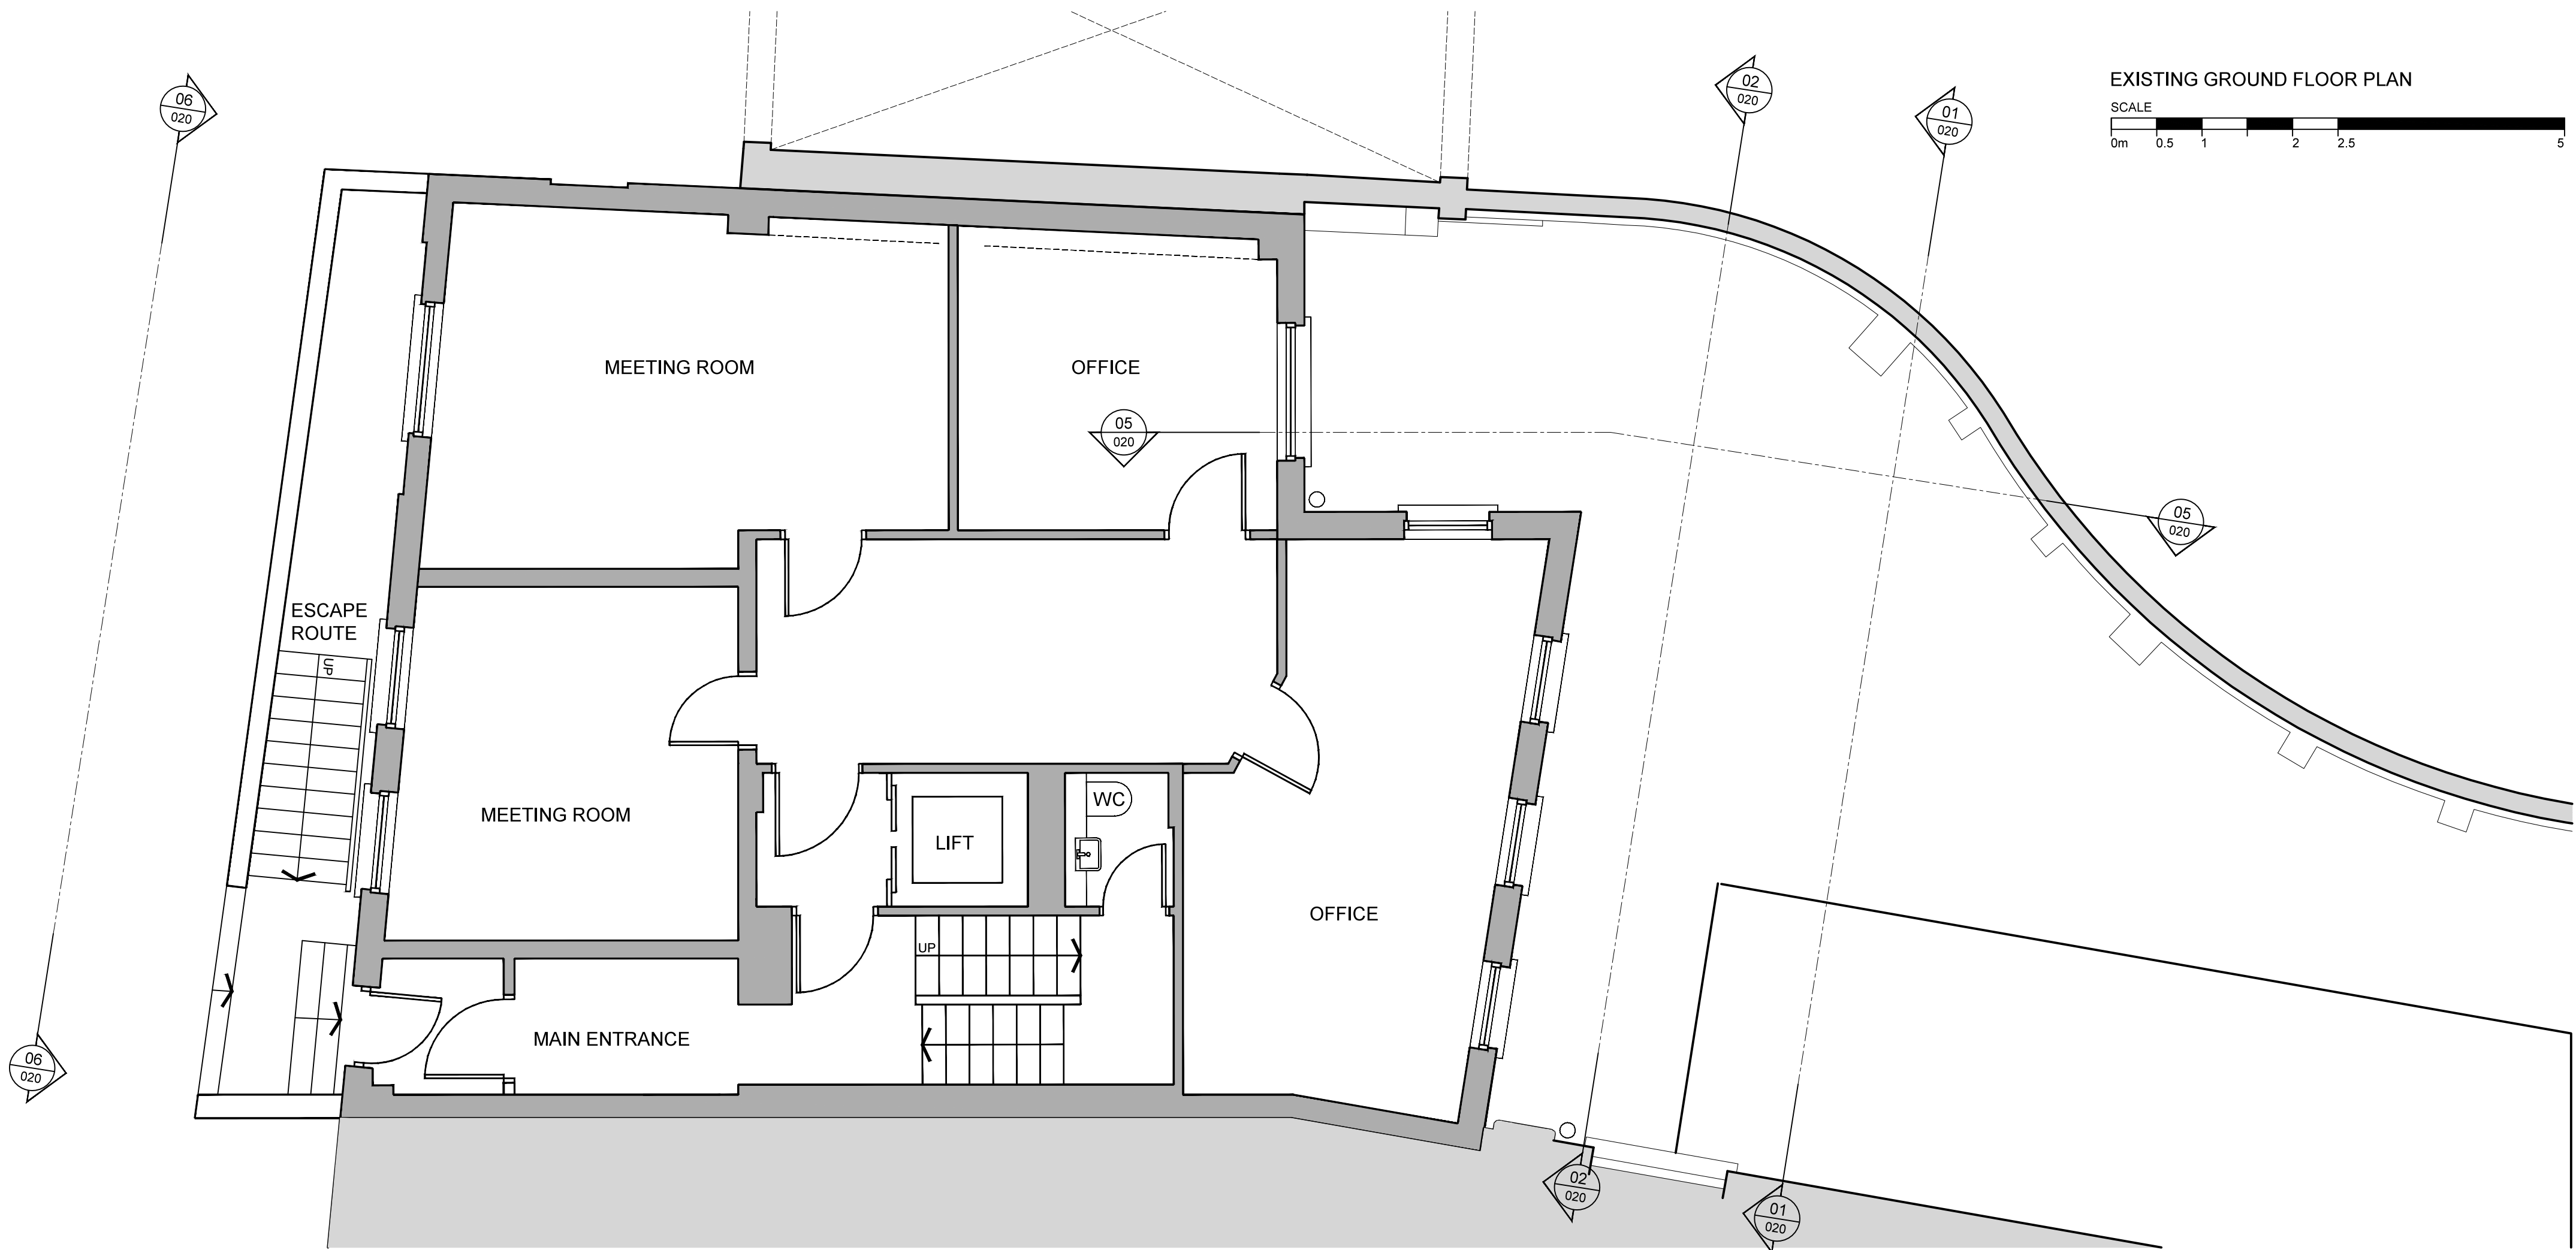 EXISTING GROUND FLOOR PLAN
SCALE
0m 0.5 1 2 2.5 5
06
020
02
020
01
020
MEETING ROOM
OFFICE
05
020
05
020
ESCAPE
ROUTE
UP
MEETING ROOM
LIFT
WC
OFFICE
UP
MAIN ENTRANCE
06
020
02
020
01
020